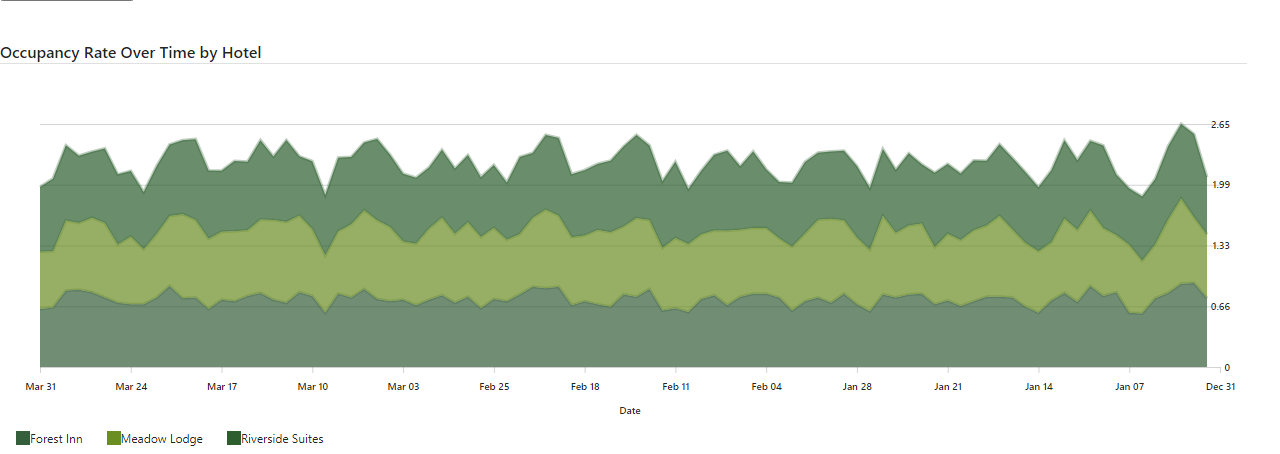 Occupancy Rate Over Time by Hotel
2.65
1.99
1.33
0.66
0
Mar 31 Mar 24 Mar 17 Mar 10 Mar 03 Feb 25 Feb 18 Feb 11 Feb 04 Jan 28 Jan 21 Jan 14 Jan 07 Dec 31
Date
Forest Inn Meadow Lodge Riverside Suites